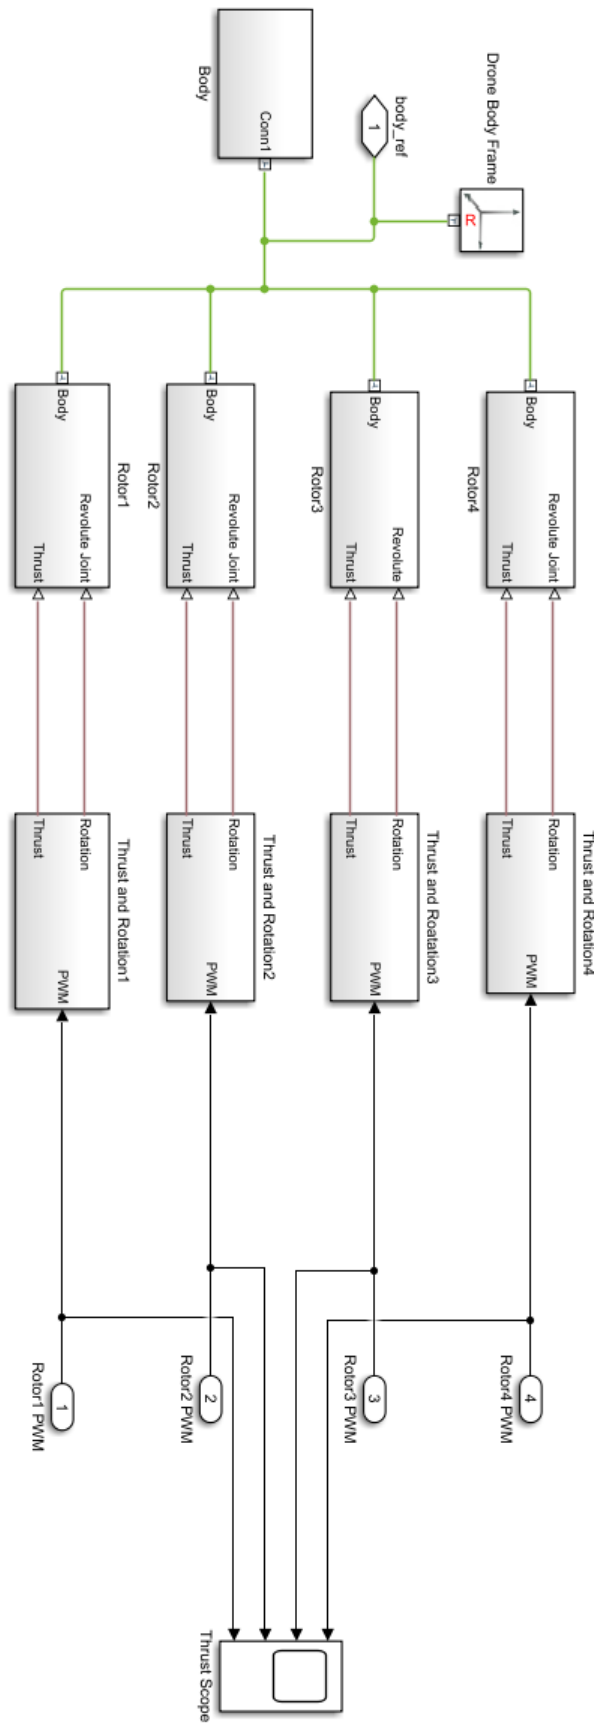 Thrust and Rotation4
Revolute Joint
Rotation
Body
PWM
4
Thrust
Thrust
Rotor4 PWM
Drone Body Frame
R
Rotor4
Thrust and Roatation3
body_ref
1
Revolute
Rotation
Body
PWM
3
Thrust
Thrust
Rotor3 PWM
Rotor3
Thrust and Rotation2
Conn1
Body
Revolute Joint
Rotation
Body
PWM
2
Thrust
Thrust
Rotor2 PWM
Thrust Scope
Rotor2
Rotor1
Thrust and Rotation1
Revolute Joint
Rotation
Body
PWM
1
Thrust
Thrust
Rotor1 PWM